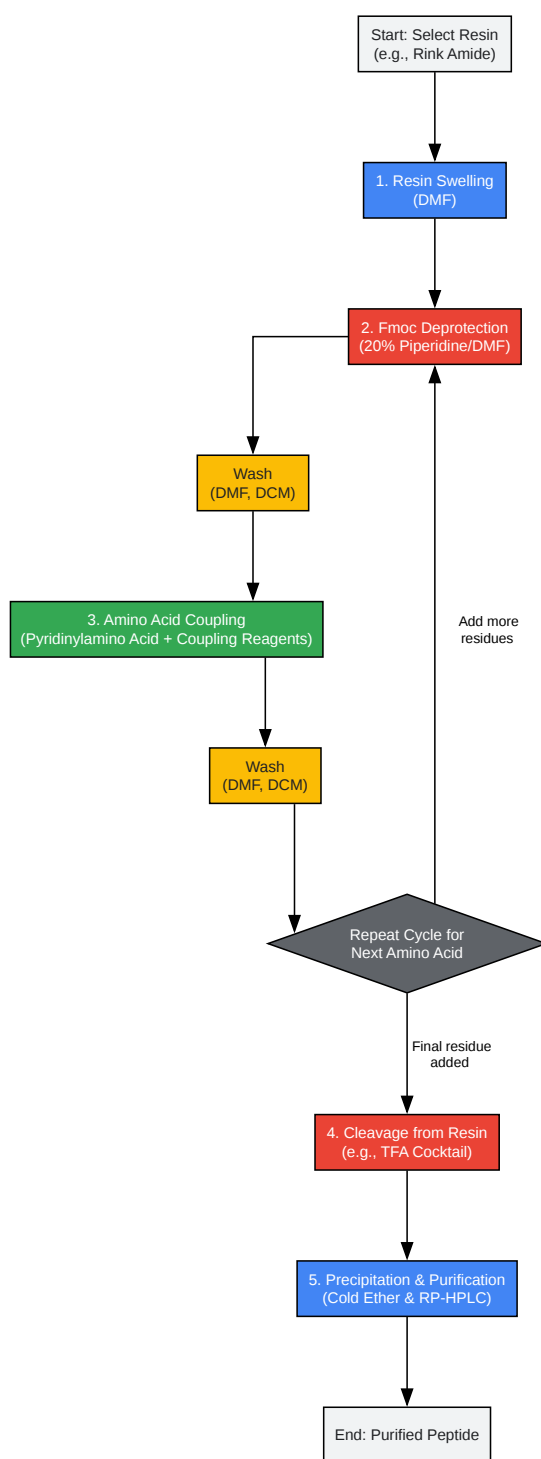 Start: Select Resin
(e.g., Rink Amide)
1. Resin Swelling
(DMF)
2. Fmoc Deprotection
(20% Piperidine/DMF)
Wash
(DMF, DCM)
3. Amino Acid Coupling
(Pyridinylamino Acid + Coupling Reagents)
Add more
residues
Wash
(DMF, DCM)
Repeat Cycle for
Next Amino Acid
Final residue
added
4. Cleavage from Resin
(e.g., TFA Cocktail)
5. Precipitation & Purification
(Cold Ether & RP-HPLC)
End: Purified Peptide